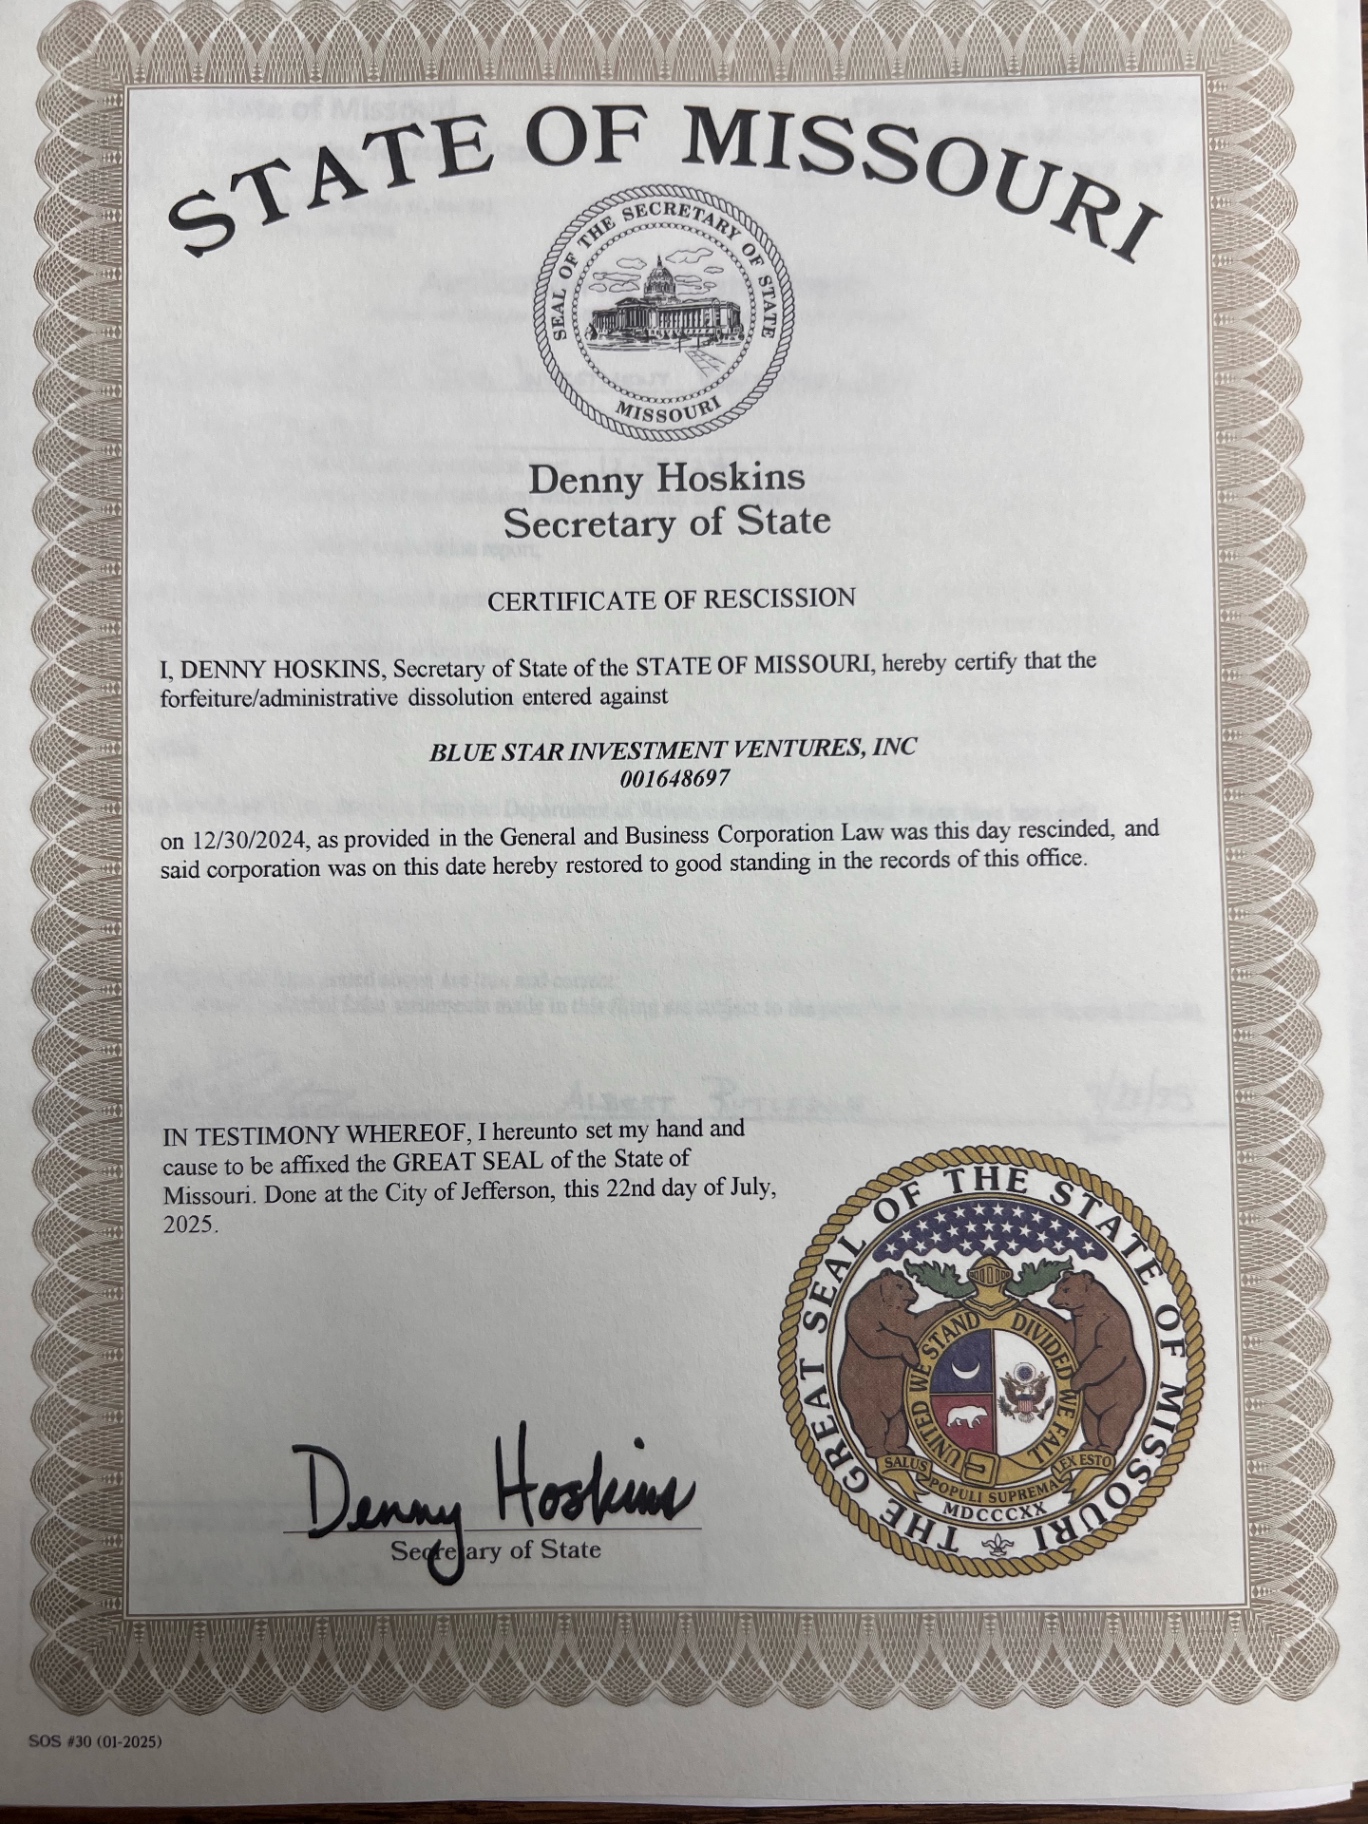 STATE OF MISSOURI
SEAL OF THE SECRETARY OF STATE
MISSOURI
Denny Hoskins
Secretary of State
CERTIFICATE OF RESCISSION
I, DENNY HOSKINS, Secretary of State of the STATE OF MISSOURI, hereby certify that the
forfeiture/administrative dissolution entered against
BLUE STAR INVESTMENT VENTURES, INC
001648697
on 12/30/2024, as provided in the General and Business Corporation Law was this day rescinded, and
said corporation was on this date hereby restored to good standing in the records of this office.
IN TESTIMONY WHEREOF, I hereunto set my hand and
cause to be affixed the GREAT SEAL of the State of
Missouri. Done at the City of Jefferson, this 22nd day of July,
2025.
THE GREAT SEAL OF THE STATE OF MISSOURI
UNITED WE STAND DIVIDED WE FALL
SALUS POPULI SUPREMA LEX ESTO
MDCCCXX
Denny Hoskins
Secretary of State
SOS #30 (01-2025)